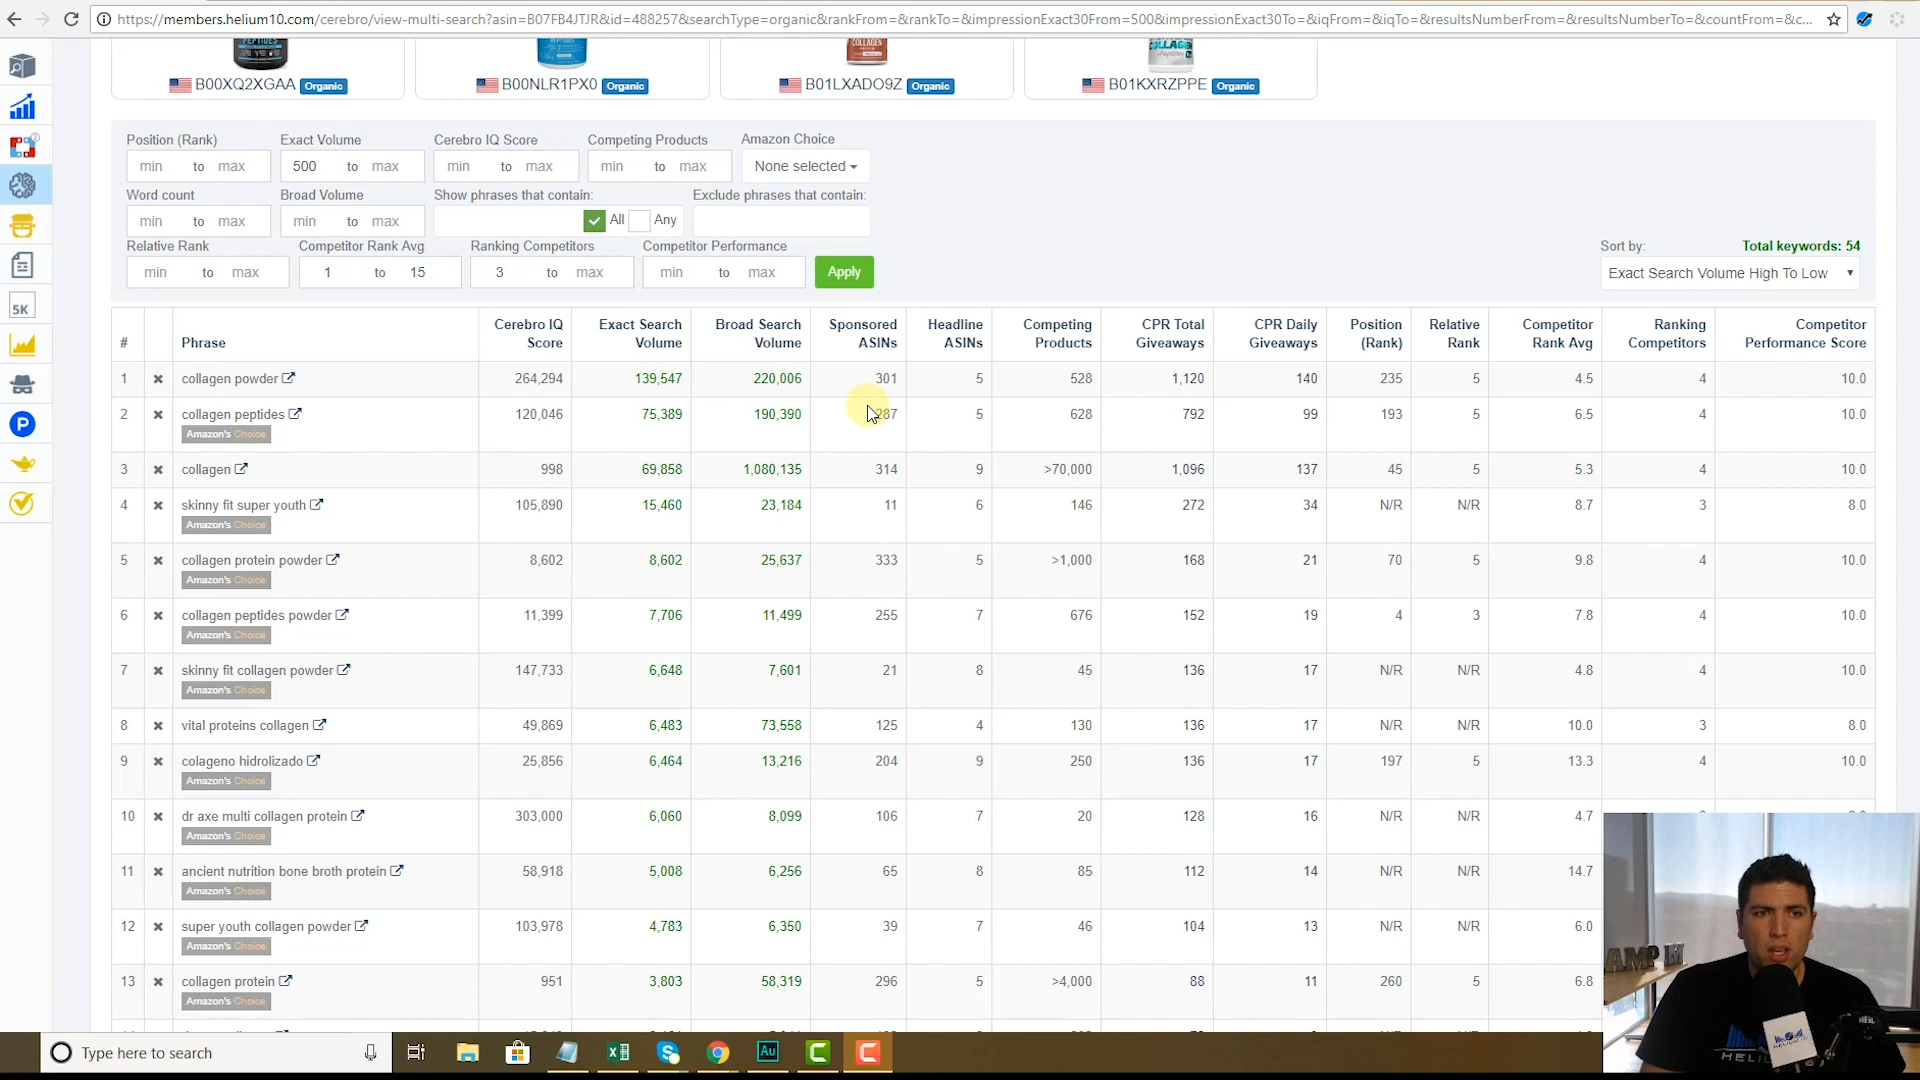 https://members.helium10.com/cerebro/view-multi-search?asin=B07FB4JTJR&id=488257&searchType=organic&rankFrom=&rankTo=&impressionExact30From=500&impressionExact30To=&iqFrom=&iqTo=&resultsNumberFrom=&resultsNumberTo=&countFrom=&c...
PEPTIDES COLLAGEN COLLAGE
B00XQ2XGAA Organic B00NLR1PX0 Organic B01LXADO9Z Organic B01KXRZPPE Organic
Position (Rank) Exact Volume Cerebro IQ Score Competing Products Amazon Choice
min to max 500 to max min to max min to max None selected
Word count Broad Volume Show phrases that contain: Exclude phrases that contain:
min to max min to max All Any
Relative Rank Competitor Rank Avg Ranking Competitors Competitor Performance Sort by: Total keywords: 54
min to max 1 to 15 3 to max min to max Apply Exact Search Volume High To Low
# Phrase Cerebro IQ Score Exact Search Volume Broad Search Volume Sponsored ASINs Headline ASINs Competing Products CPR Total Giveaways CPR Daily Giveaways Position (Rank) Relative Rank Competitor Rank Avg Ranking Competitors Competitor Performance Score
1 collagen powder 264,294 139,547 220,006 301 5 528 1,120 140 235 5 4.5 4 10.0
2 collagen peptides 120,046 75,389 190,390 287 5 628 792 99 193 5 6.5 4 10.0
Amazon's Choice
3 collagen 998 69,858 1,080,135 314 9 >70,000 1,096 137 45 5 5.3 4 10.0
4 skinny fit super youth 105,890 15,460 23,184 11 6 146 272 34 N/R N/R 8.7 3 8.0
Amazon's Choice
5 collagen protein powder 8,602 8,602 25,637 333 5 >1,000 168 21 70 5 9.8 4 10.0
Amazon's Choice
6 collagen peptides powder 11,399 7,706 11,499 255 7 676 152 19 4 3 7.8 4 10.0
Amazon's Choice
7 skinny fit collagen powder 147,733 6,648 7,601 21 8 45 136 17 N/R N/R 4.8 4 10.0
Amazon's Choice
8 vital proteins collagen 49,869 6,483 73,558 125 4 130 136 17 N/R N/R 10.0 3 8.0
9 colageno hidrolizado 25,856 6,464 13,216 204 9 250 136 17 197 5 13.3 4 10.0
Amazon's Choice
10 dr axe multi collagen protein 303,000 6,060 8,099 106 7 20 128 16 N/R N/R 4.7
Amazon's Choice
11 ancient nutrition bone broth protein 58,918 5,008 6,256 65 8 85 112 14 N/R N/R 14.7
Amazon's Choice
12 super youth collagen powder 103,978 4,783 6,350 39 7 46 104 13 N/R N/R 6.0
Amazon's Choice
13 collagen protein 951 3,803 58,319 296 5 >4,000 88 11 260 5 6.8
Amazon's Choice
5K
P
AMPM
HELIUM 10
Type here to search
Au